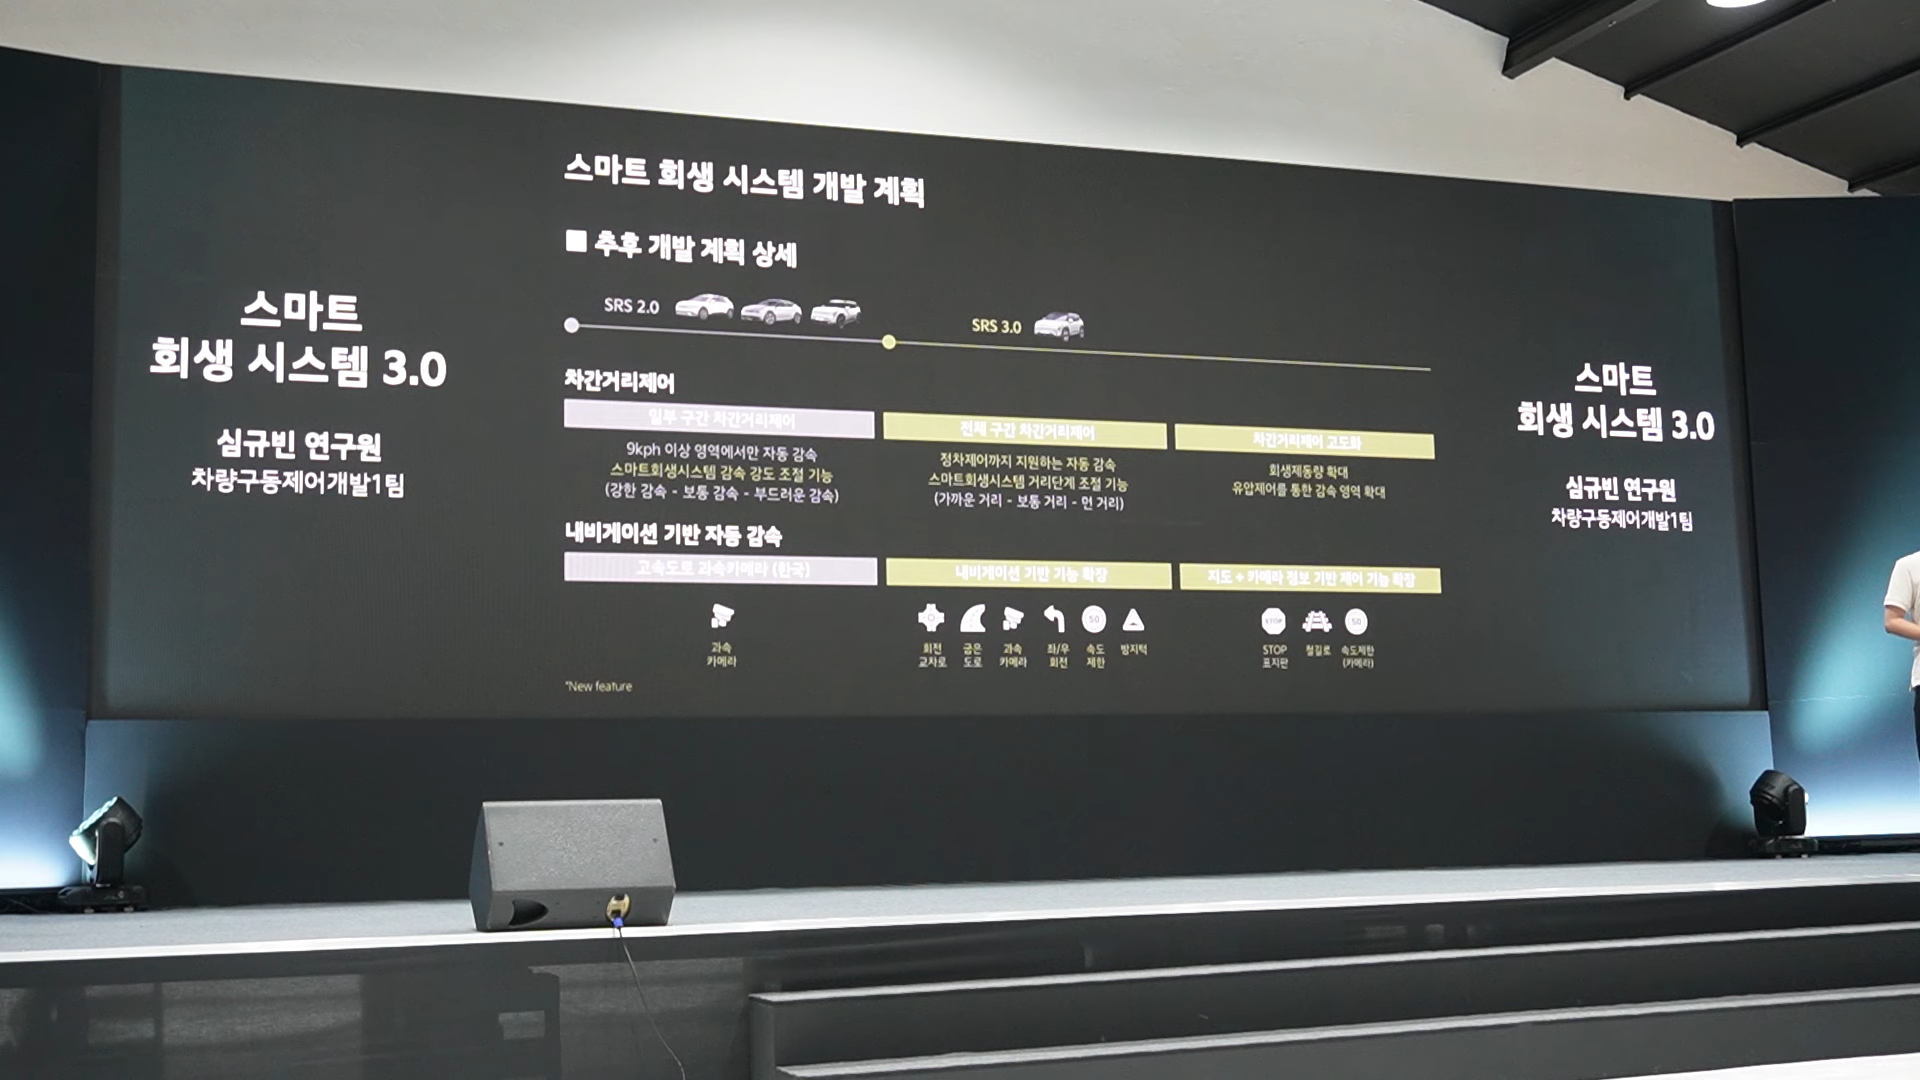 스마트
회생 시스템 3.0
심규빈 연구원
차량구동제어개발1팀
스마트 회생 시스템 개발 계획
■ 추후 개발 계획 상세
SRS 2.0
SRS 3.0
차간거리제어
일부 구간 차간거리제어
9kph 이상 영역에서만 자동 감속
스마트회생시스템 감속 강도 조절 기능
(강한 감속 - 보통 감속 - 부드러운 감속)
전체 구간 차간거리제어
정차제어까지 지원하는 자동 감속
스마트회생시스템 거리단계 조절 기능
(가까운 거리 - 보통 거리 - 먼 거리)
차간거리제어 고도화
회생제동량 확대
유압제어를 통한 감속 영역 확대
내비게이션 기반 자동 감속
고속도로 과속카메라 (한국)
과속
카메라
내비게이션 기반 기능 확장
회전
교차로
굽은
도로
과속
카메라
좌/우
회전
50
속도
제한
방지턱
지도 + 카메라 정보 기반 제어 기능 확장
STOP
STOP
표지판
철길로
50
속도제한
(카메라)
*New feature
스마트
회생 시스템 3.0
심규빈 연구원
차량구동제어개발1팀